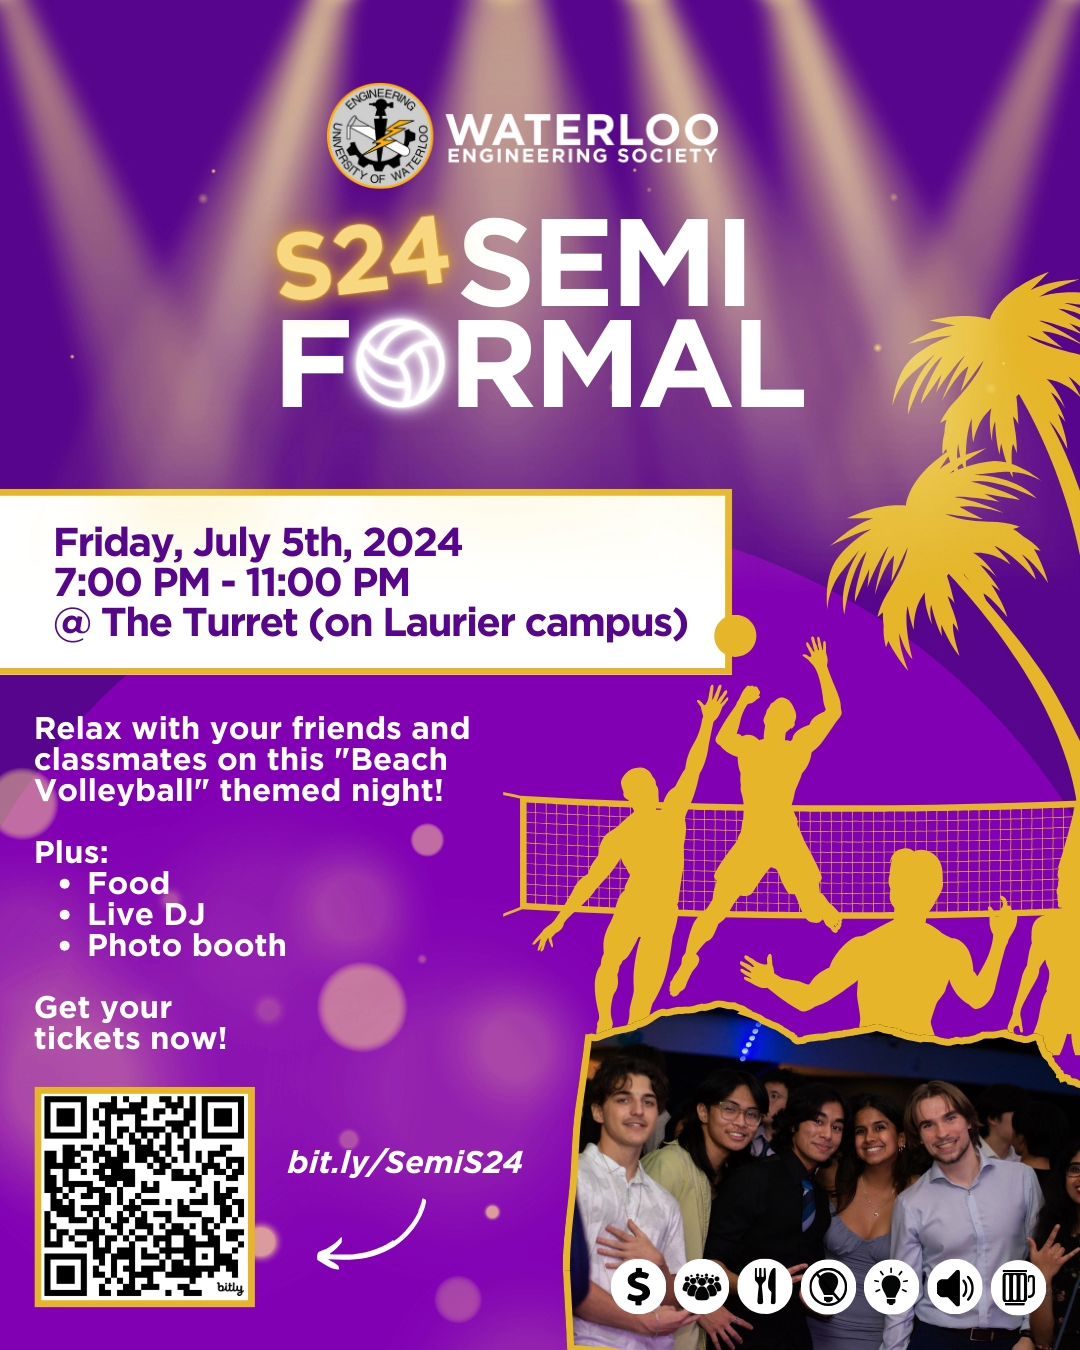 ENGINEERING
UNIVERSITY OF WATERLOO
WATERLOO
ENGINEERING SOCIETY
S24 SEMI
FORMAL
Friday, July 5th, 2024
7:00 PM - 11:00 PM
@ The Turret (on Laurier campus)
Relax with your friends and
classmates on this "Beach
Volleyball" themed night!
Plus:
• Food
• Live DJ
• Photo booth
Get your
tickets now!
bit.ly/SemiS24
bitly
$